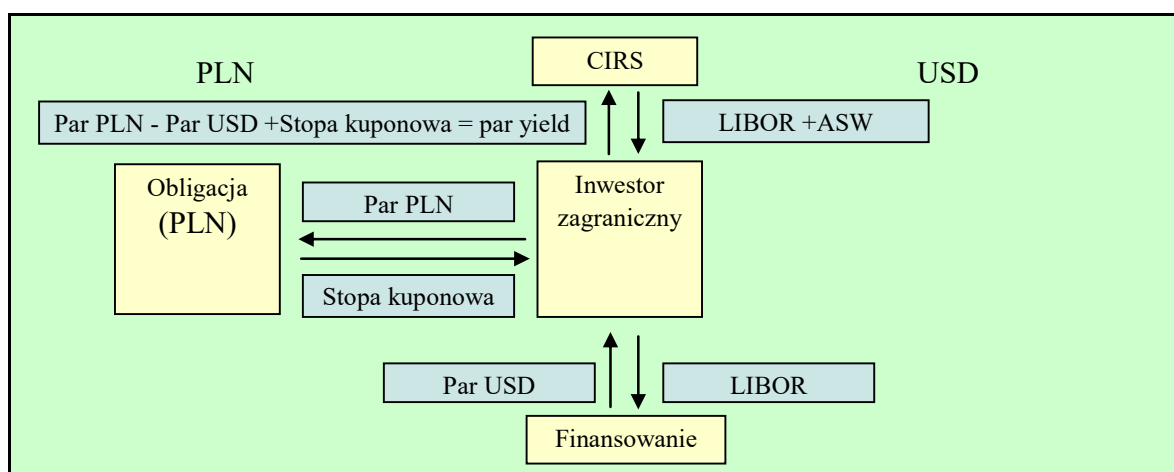 CIRS
PLN
USD
Par PLN - Par USD +Stopa kuponowa = par yield
LIBOR +ASW
Obligacja
(PLN)
Par PLN
Inwestor
zagraniczny
Stopa kuponowa
Par USD
LIBOR
Finansowanie